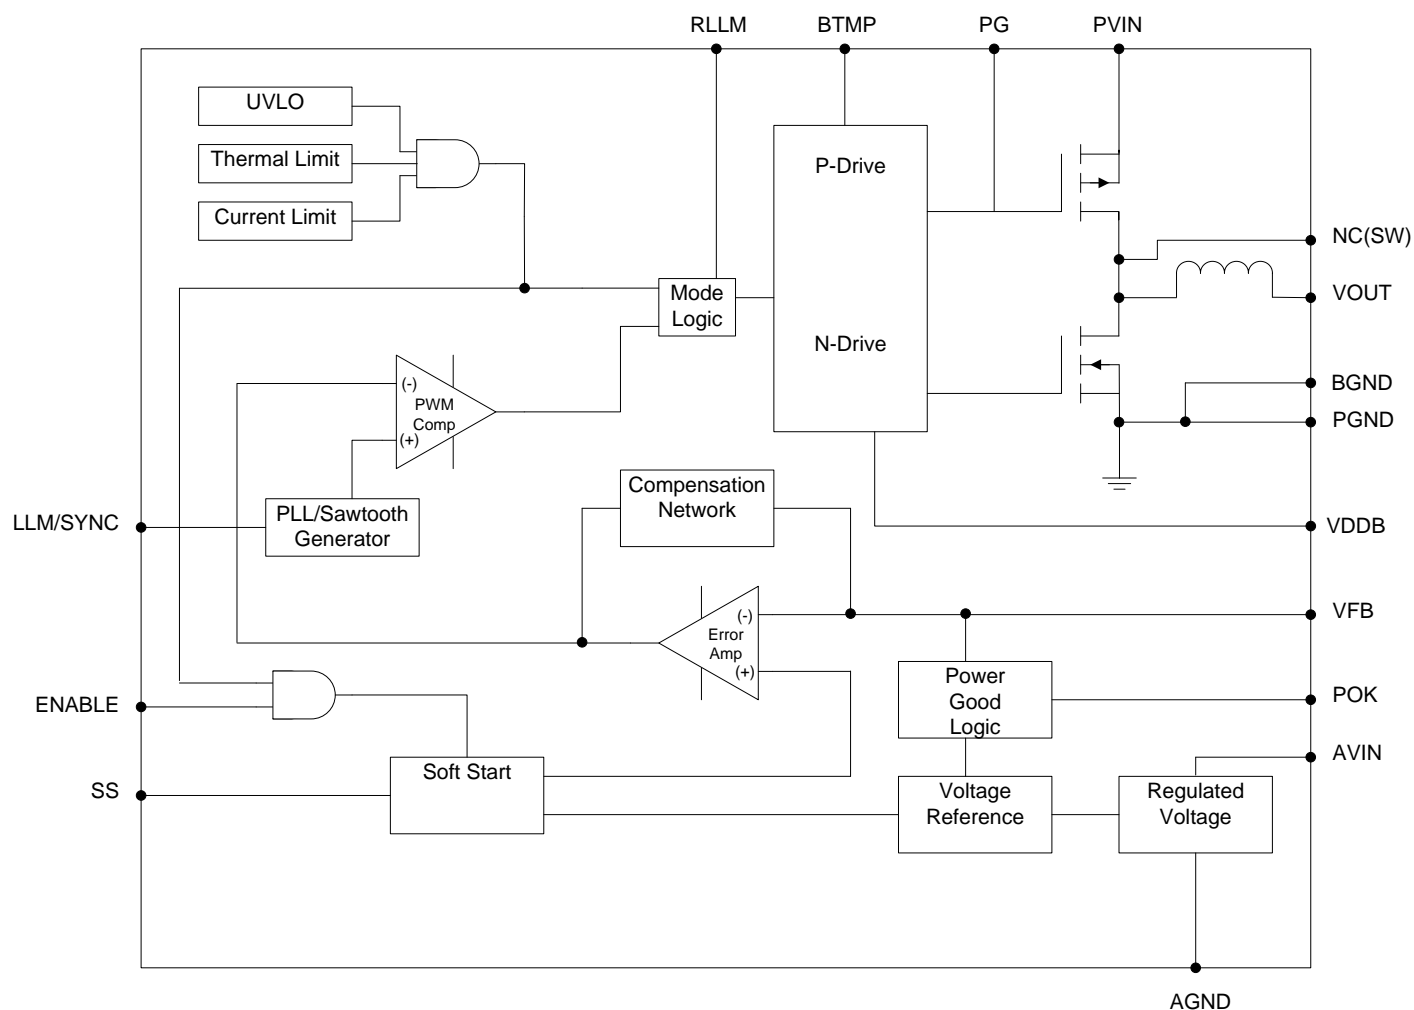 RLLM
BTMP
PG
PVIN
UVLO
Thermal Limit
Current Limit
P-Drive
N-Drive
Mode
Logic
NC(SW)
VOUT
BGND
PGND
(-)
PWM
Comp
(+)
Compensation
Network
LLM/SYNC
PLL/Sawtooth
Generator
VDDB
(-)
Error
Amp
(+)
VFB
Power
Good
Logic
POK
ENABLE
AVIN
SS
Soft Start
Voltage
Reference
Regulated
Voltage
AGND